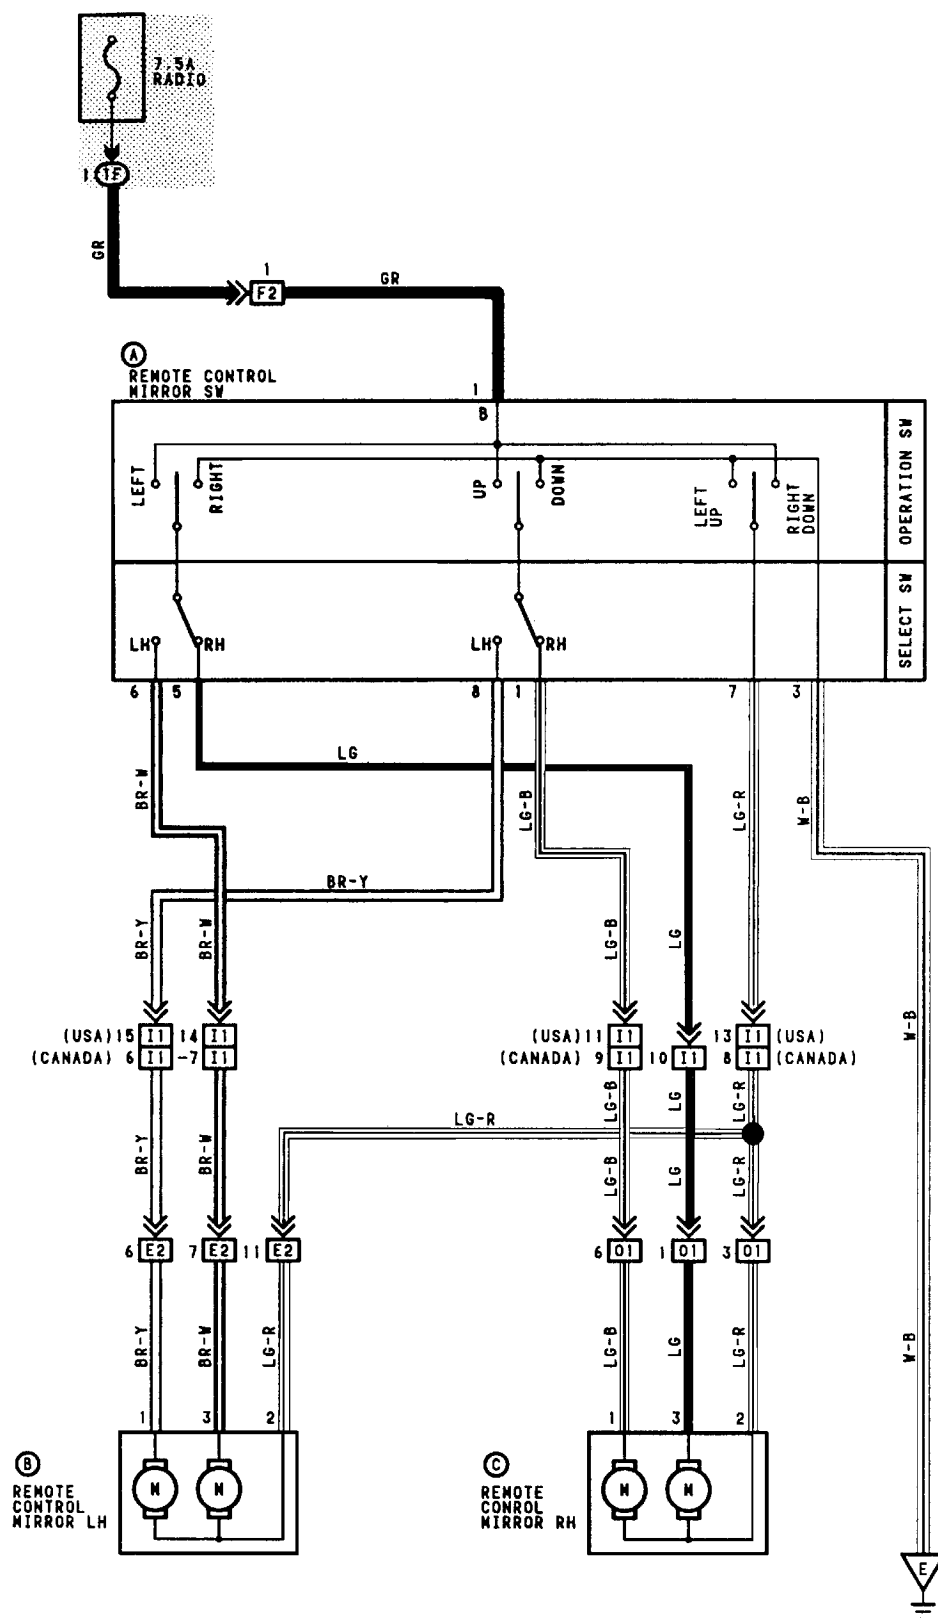 7.5A
RADIO
1 1F
GR
1
F2
GR
A
REMOTE CONTROL
MIRROR SW
1
B
LEFT
RIGHT
UP
DOWN
LEFT
UP
RIGHT
DOWN
OPERATION SW
LH
RH
LH
RH
SELECT SW
6 5 8 1 7 3
LG
BR-W
LG-B
LG-R
W-B
BR-Y
BR-Y
BR-W
LG-B
LG
W-B
(USA)15 I1 14 I1 (USA)11 I1 13 I1 (USA)
(CANADA) 6 I1 -7 I1 (CANADA) 9 I1 10 I1 8 I1 (CANADA)
LG-B
LG
LG-R
LG-R
BR-Y
BR-W
LG-B
LG
LG-R
6 E2 7 E2 11 E2 6 O1 1 O1 3 O1
BR-Y
BR-W
LG-R
LG-B
LG
LG-R
W-B
1 3 2 1 3 2
B
REMOTE
CONTROL
MIRROR LH
M M
C
REMOTE
CONROL
MIRROR RH
M M
E